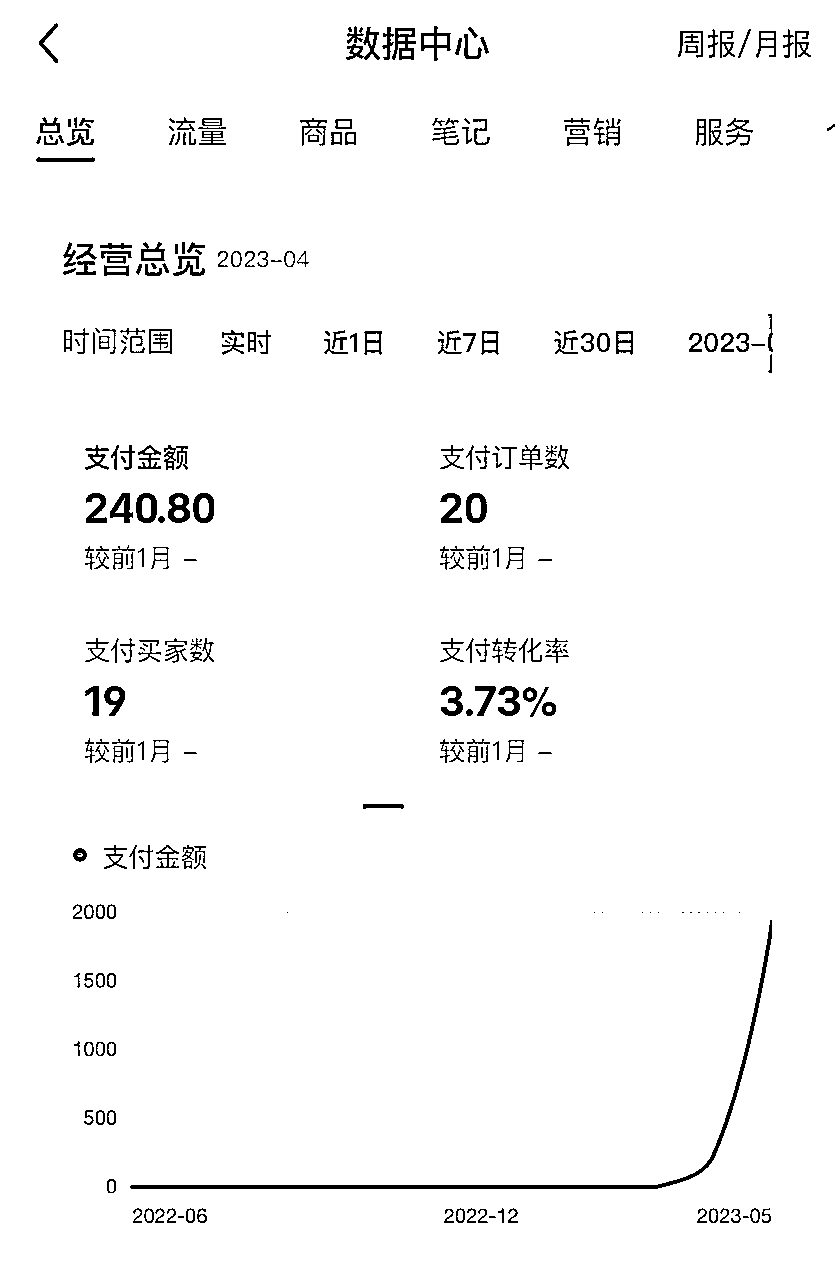 数据中心 周报/月报
总览 流量 商品 笔记 营销 服务
经营总览 2023-04
时间范围 实时 近1日 近7日 近30日 2023-
支付金额 支付订单数
240.80 20
较前1月 – 较前1月 –
支付买家数 支付转化率
19 3.73%
较前1月 – 较前1月 –
支付金额
2000
1500
1000
500
0
2022-06 2022-12 2023-05